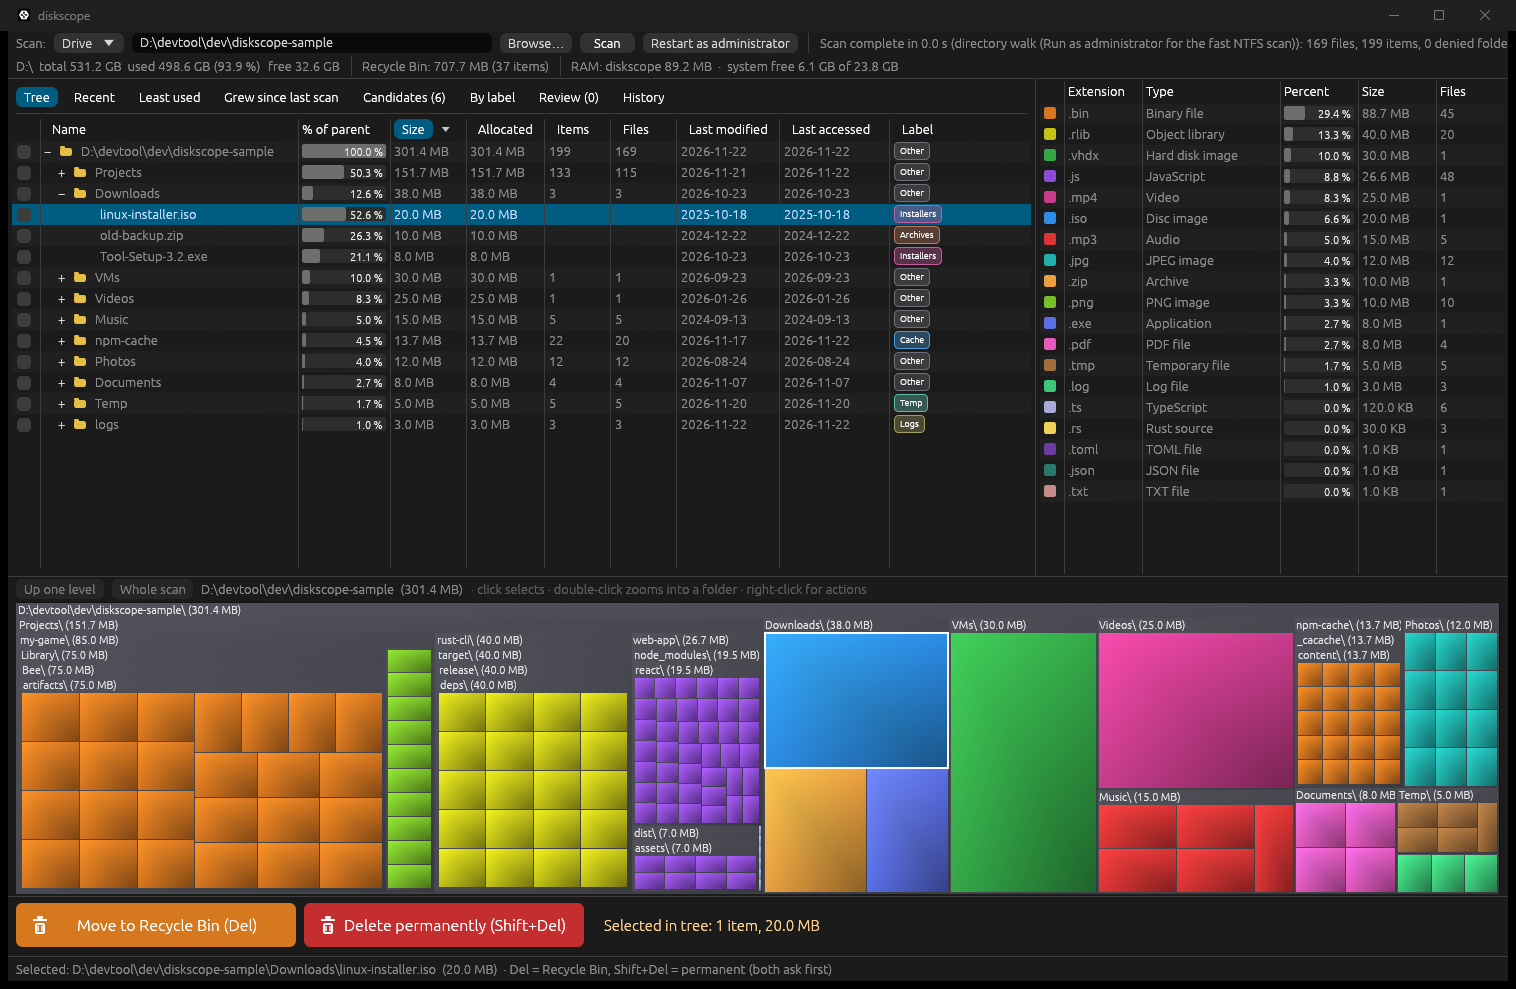 diskscope
Scan: Drive D:\devtool\dev\diskscope-sample Browse... Scan Restart as administrator Scan complete in 0.0 s (directory walk (Run as administrator for the fast NTFS scan)): 169 files, 199 items, 0 denied folde
D:\ total 531.2 GB used 498.6 GB (93.9 %) free 32.6 GB Recycle Bin: 707.7 MB (37 items) RAM: diskscope 89.2 MB · system free 6.1 GB of 23.8 GB
Tree Recent Least used Grew since last scan Candidates (6) By label Review (0) History
Name % of parent Size Allocated Items Files Last modified Last accessed Label
D:\devtool\dev\diskscope-sample 100.0 % 301.4 MB 301.4 MB 199 169 2026-11-22 2026-11-22 Other
+ Projects 50.3 % 151.7 MB 151.7 MB 133 115 2026-11-21 2026-11-22 Other
− Downloads 12.6 % 38.0 MB 38.0 MB 3 3 2026-10-23 2026-10-23 Other
linux-installer.iso 52.6 % 20.0 MB 20.0 MB 2025-10-18 2025-10-18 Installers
old-backup.zip 26.3 % 10.0 MB 10.0 MB 2024-12-22 2024-12-22 Archives
Tool-Setup-3.2.exe 21.1 % 8.0 MB 8.0 MB 2026-10-23 2026-10-23 Installers
+ VMs 10.0 % 30.0 MB 30.0 MB 1 1 2026-09-23 2026-09-23 Other
+ Videos 8.3 % 25.0 MB 25.0 MB 1 1 2026-01-26 2026-01-26 Other
+ Music 5.0 % 15.0 MB 15.0 MB 5 5 2024-09-13 2024-09-13 Other
+ npm-cache 4.5 % 13.7 MB 13.7 MB 22 20 2026-11-17 2026-11-22 Cache
+ Photos 4.0 % 12.0 MB 12.0 MB 12 12 2026-08-24 2026-08-24 Other
+ Documents 2.7 % 8.0 MB 8.0 MB 4 4 2026-11-07 2026-11-07 Other
+ Temp 1.7 % 5.0 MB 5.0 MB 5 5 2026-11-20 2026-11-20 Temp
+ logs 1.0 % 3.0 MB 3.0 MB 3 3 2026-11-22 2026-11-22 Logs
Extension Type Percent Size Files
.bin Binary file 29.4 % 88.7 MB 45
.rlib Object library 13.3 % 40.0 MB 20
.vhdx Hard disk image 10.0 % 30.0 MB 1
.js JavaScript 8.8 % 26.6 MB 48
.mp4 Video 8.3 % 25.0 MB 1
.iso Disc image 6.6 % 20.0 MB 1
.mp3 Audio 5.0 % 15.0 MB 5
.jpg JPEG image 4.0 % 12.0 MB 12
.zip Archive 3.3 % 10.0 MB 1
.png PNG image 3.3 % 10.0 MB 10
.exe Application 2.7 % 8.0 MB 1
.pdf PDF file 2.7 % 8.0 MB 4
.tmp Temporary file 1.7 % 5.0 MB 5
.log Log file 1.0 % 3.0 MB 3
.ts TypeScript 0.0 % 120.0 KB 6
.rs Rust source 0.0 % 30.0 KB 3
.toml TOML file 0.0 % 1.0 KB 1
.json JSON file 0.0 % 1.0 KB 1
.txt TXT file 0.0 % 1.0 KB 1
Up one level Whole scan D:\devtool\dev\diskscope-sample (301.4 MB) · click selects · double-click zooms into a folder · right-click for actions
D:\devtool\dev\diskscope-sample\ (301.4 MB)
Projects\ (151.7 MB)
my-game\ (85.0 MB)
Library\ (75.0 MB)
Bee\ (75.0 MB)
artifacts\ (75.0 MB)
rust-cli\ (40.0 MB)
target\ (40.0 MB)
release\ (40.0 MB)
deps\ (40.0 MB)
web-app\ (26.7 MB)
node_modules\ (19.5 MB)
react\ (19.5 MB)
dist\ (7.0 MB)
assets\ (7.0 MB)
Downloads\ (38.0 MB)
VMs\ (30.0 MB)
Videos\ (25.0 MB)
Music\ (15.0 MB)
npm-cache\ (13.7 MB)
_cacache\ (13.7 MB)
content\ (13.7 MB)
Photos\ (12.0 MB)
Documents\ (8.0 MB
Temp\ (5.0 MB)
Move to Recycle Bin (Del) Delete permanently (Shift+Del) Selected in tree: 1 item, 20.0 MB
Selected: D:\devtool\dev\diskscope-sample\Downloads\linux-installer.iso (20.0 MB) · Del = Recycle Bin, Shift+Del = permanent (both ask first)